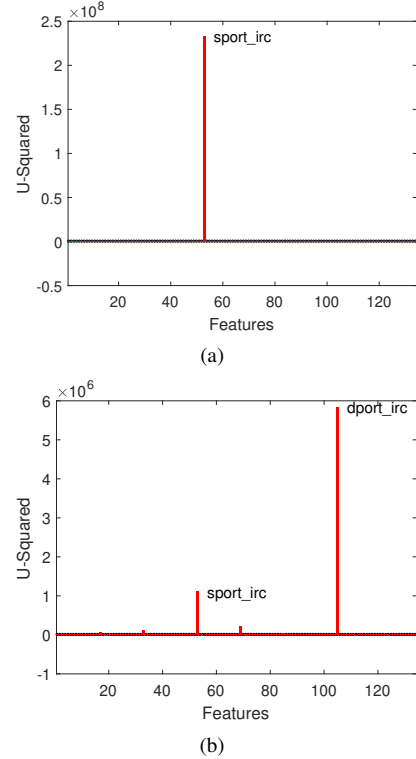 ×10^8
2.5
sport_irc
2
1.5
1
0.5
0
-0.5
U-Squared
20 40 60 80 100 120
Features
(a)
×10^6
6
dport_irc
5
4
3
2
1
sport_irc
0
-1
U-Squared
20 40 60 80 100 120
Features
(b)